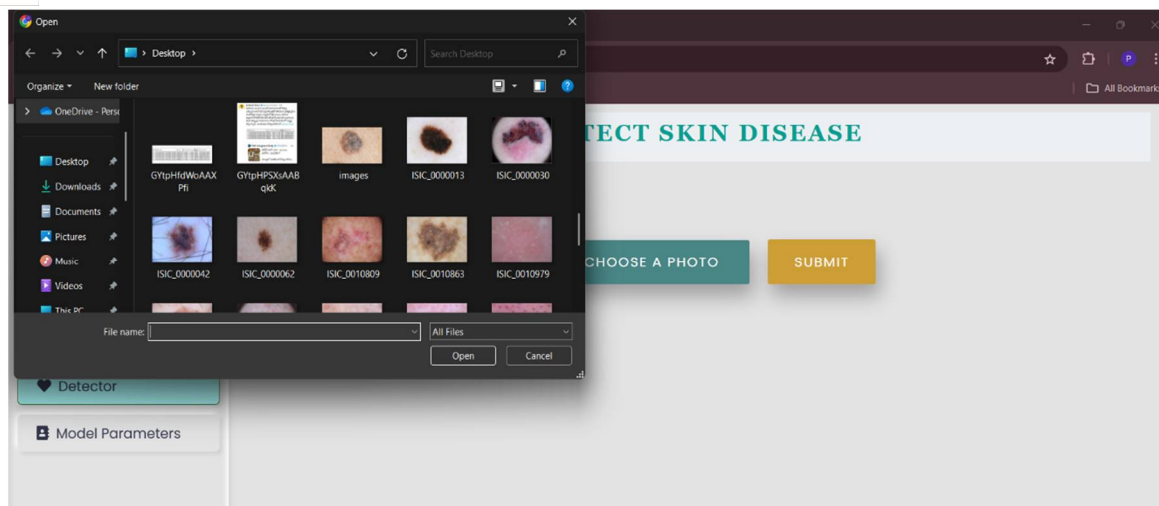 Open
Desktop
Search Desktop
Organize
New folder
All Bookmarks
OneDrive - Perso
TECT SKIN DISEASE
Desktop
GYtpHfdWoAAX
Pfi
GYtpHPSXsAAB
qkK
images
ISIC_0000013
ISIC_0000030
Downloads
Documents
Pictures
Music
ISIC_0000042
ISIC_0000062
ISIC_0010809
ISIC_0010863
ISIC_0010979
Videos
This PC
CHOOSE A PHOTO
SUBMIT
File name:
All Files
Open
Cancel
Detector
Model Parameters
P